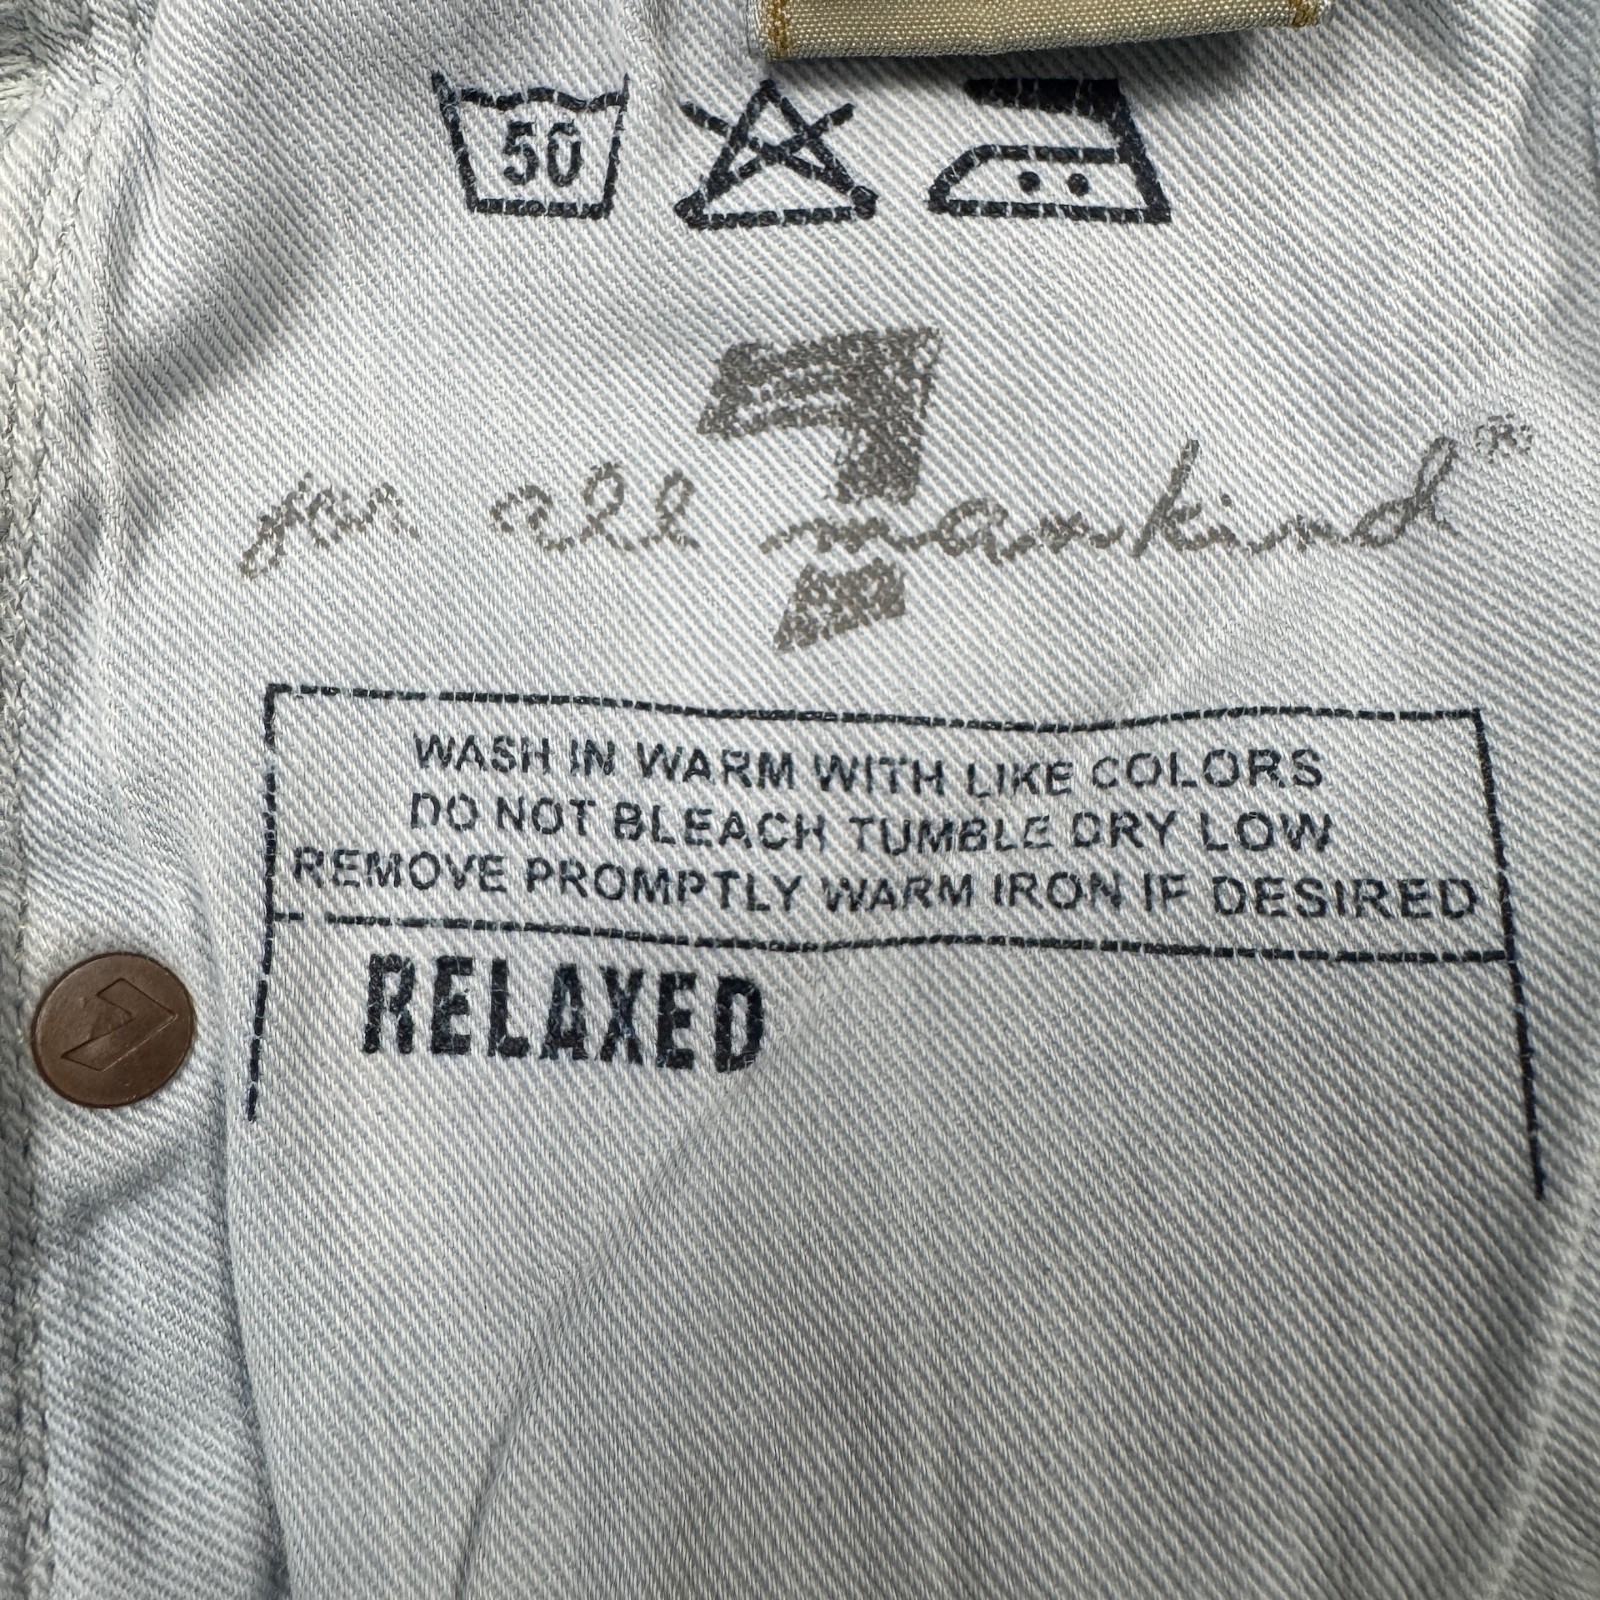 50
7
for all mankind®
WASH IN WARM WITH LIKE COLORS
DO NOT BLEACH TUMBLE DRY LOW
REMOVE PROMPTLY WARM IRON IF DESIRED
RELAXED